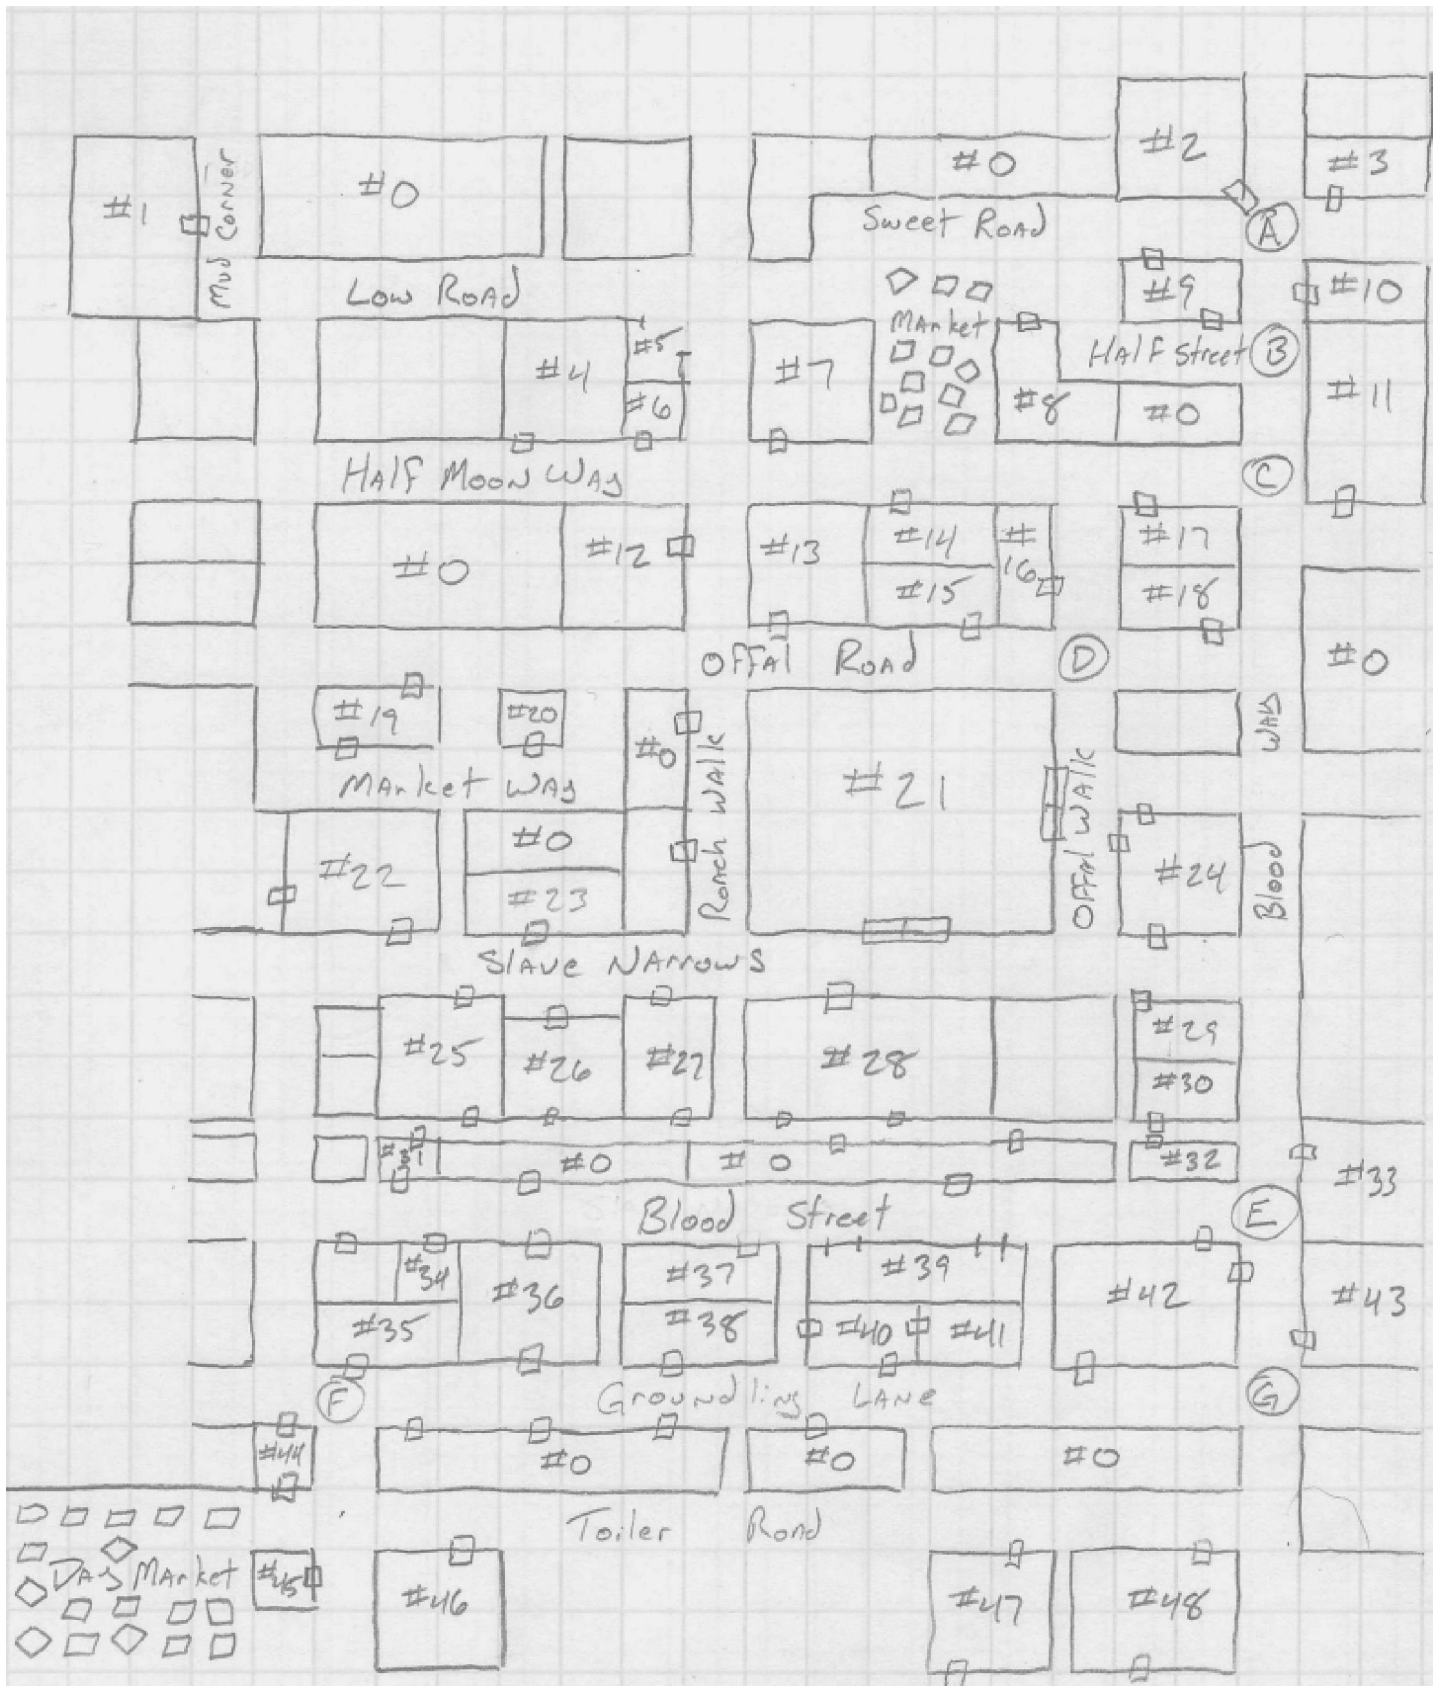 #2
#0
#3
#0
#1
Mud Corner
Sweet Road
A
Low Road
#9
#10
Market
#5
Half Street
B
#4
#7
#11
#6
#8
#0
Half Moon Way
C
#12
#13
#14
#
16
#17
#0
#15
#18
Offal Road
D
#0
#19
#20
#0
Way
Market Way
Roach Walk
#21
Offal Walk
#0
#22
#24
Blood
#23
Slave Narrows
#25
#26
#27
#28
#29
#30
#31
#0
#0
#32
#33
Blood Street
E
#34
#36
#37
#39
#42
#43
#35
#38
#40
#41
F
Groundling Lane
G
#44
#0
#0
#0
Toiler Road
Day Market
#45
#46
#47
#48